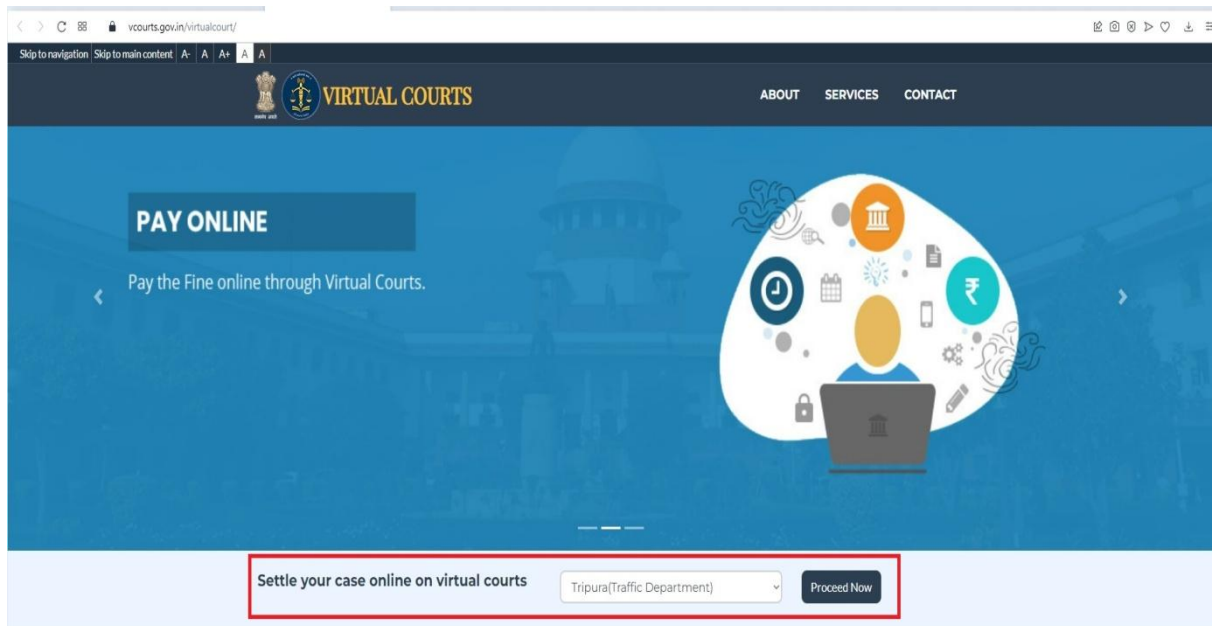 vcourts.gov.in/virtualcourt/
Skip to navigation Skip to main content A- A A+ A A
VIRTUAL COURTS
ABOUT SERVICES CONTACT
PAY ONLINE
Pay the Fine online through Virtual Courts.
₹
Settle your case online on virtual courts
Tripura(Traffic Department)
Proceed Now